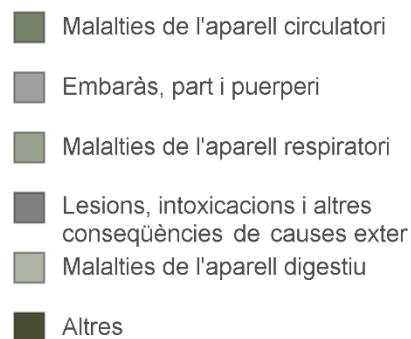 Malalties de l'aparell circulatori
Embaràs, part i puerperi
Malalties de l'aparell respiratori
Lesions, intoxicacions i altres
conseqüències de causes exter
Malalties de l'aparell digestiu
Altres